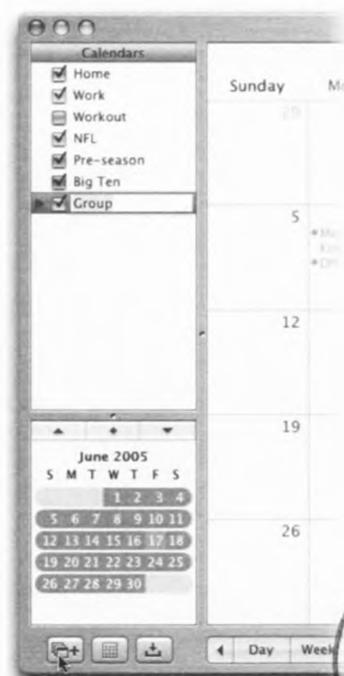 Calendars
Home
Work
Workout
NFL
Pre-season
Big Ten
Group
June 2005
S M T W T F S
1 2 3 4
5 6 7 8 9 10 11
12 13 14 15 16 17 18
19 20 21 22 23 24 25
26 27 28 29 30
Sunday
29
5
12
19
26
Day Week